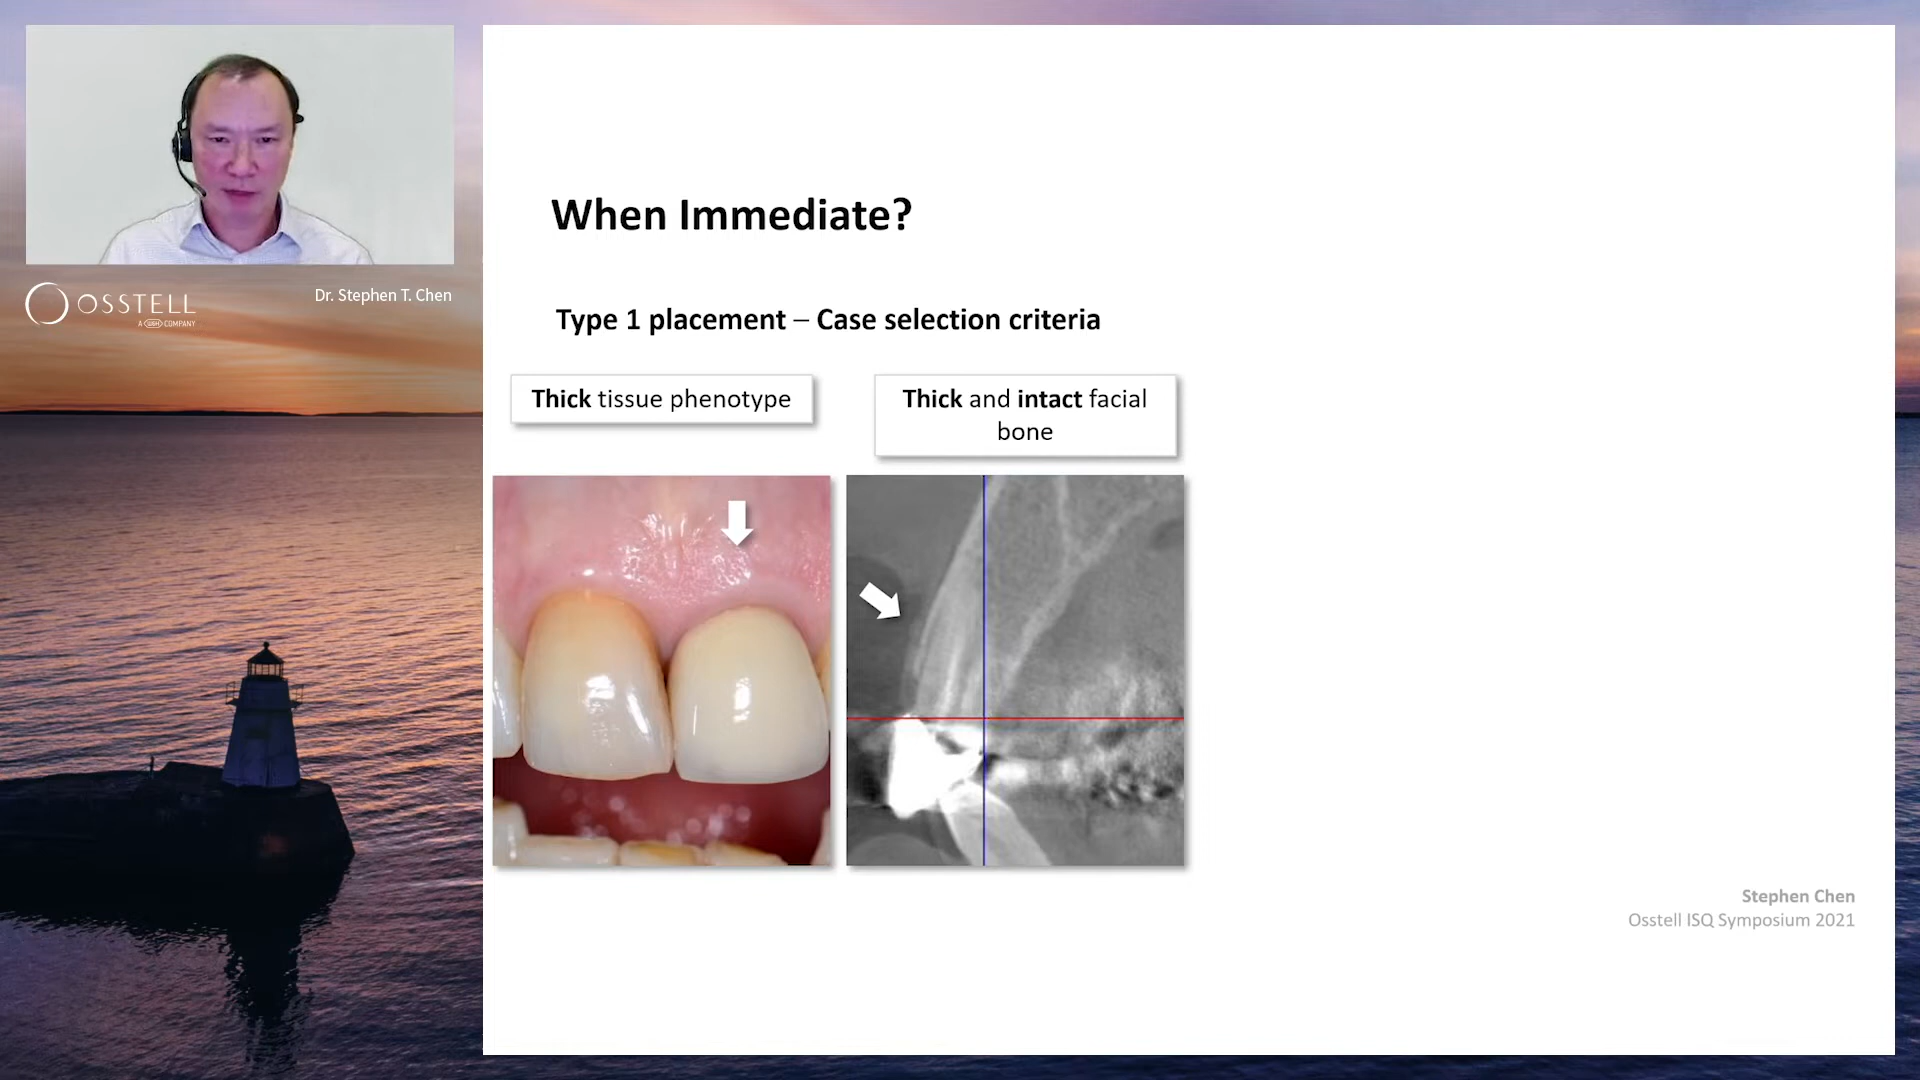 OSSTELL
A W&H COMPANY
Dr. Stephen T. Chen
When Immediate?
Type 1 placement – Case selection criteria
Thick tissue phenotype
Thick and intact facial
bone
Stephen Chen
Osstell ISQ Symposium 2021